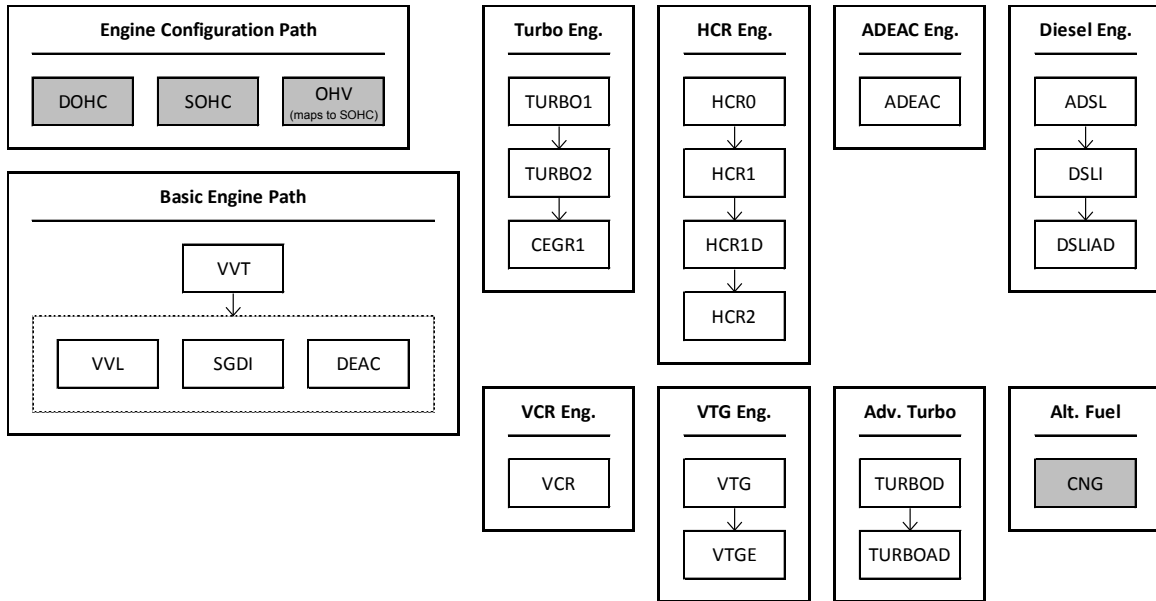 Engine Configuration Path
DOHC
SOHC
OHV
(maps to SOHC)
Basic Engine Path
VVT
VVL
SGDI
DEAC
Turbo Eng.
TURBO1
TURBO2
CEGR1
HCR Eng.
HCR0
HCR1
HCR1D
HCR2
ADEAC Eng.
ADEAC
Diesel Eng.
ADSL
DSLI
DSLIAD
VCR Eng.
VCR
VTG Eng.
VTG
VTGE
Adv. Turbo
TURBOD
TURBOAD
Alt. Fuel
CNG